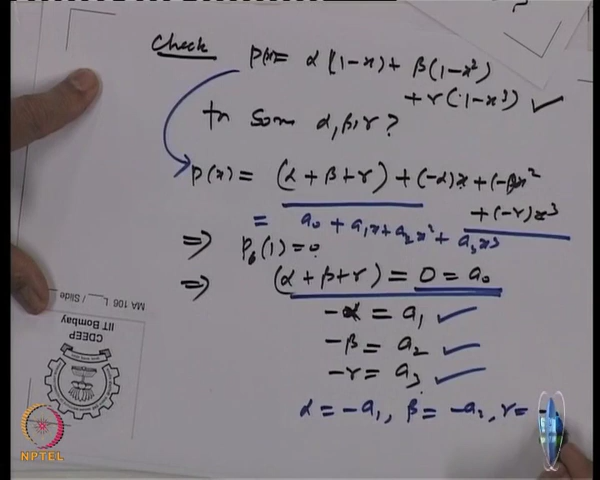 Check p(x) = α(1-x) + β(1-x²)
+ γ(1-x³) ✓
for some α, β, γ?
p(x) = (α + β + γ) + (-α)x + (-β)x²
+ (-γ)x³
= a₀ + a₁x + a₂x² + a₃x³
⇒ p(1) = 0
⇒ (α + β + γ) = 0 = a₀
-α = a₁ ✓
-β = a₂ ✓
-γ = a₃ ✓
α = -a₁, β = -a₂, γ = -
MA 106 L__ / Slide
CDEEP
IIT Bombay
NPTEL